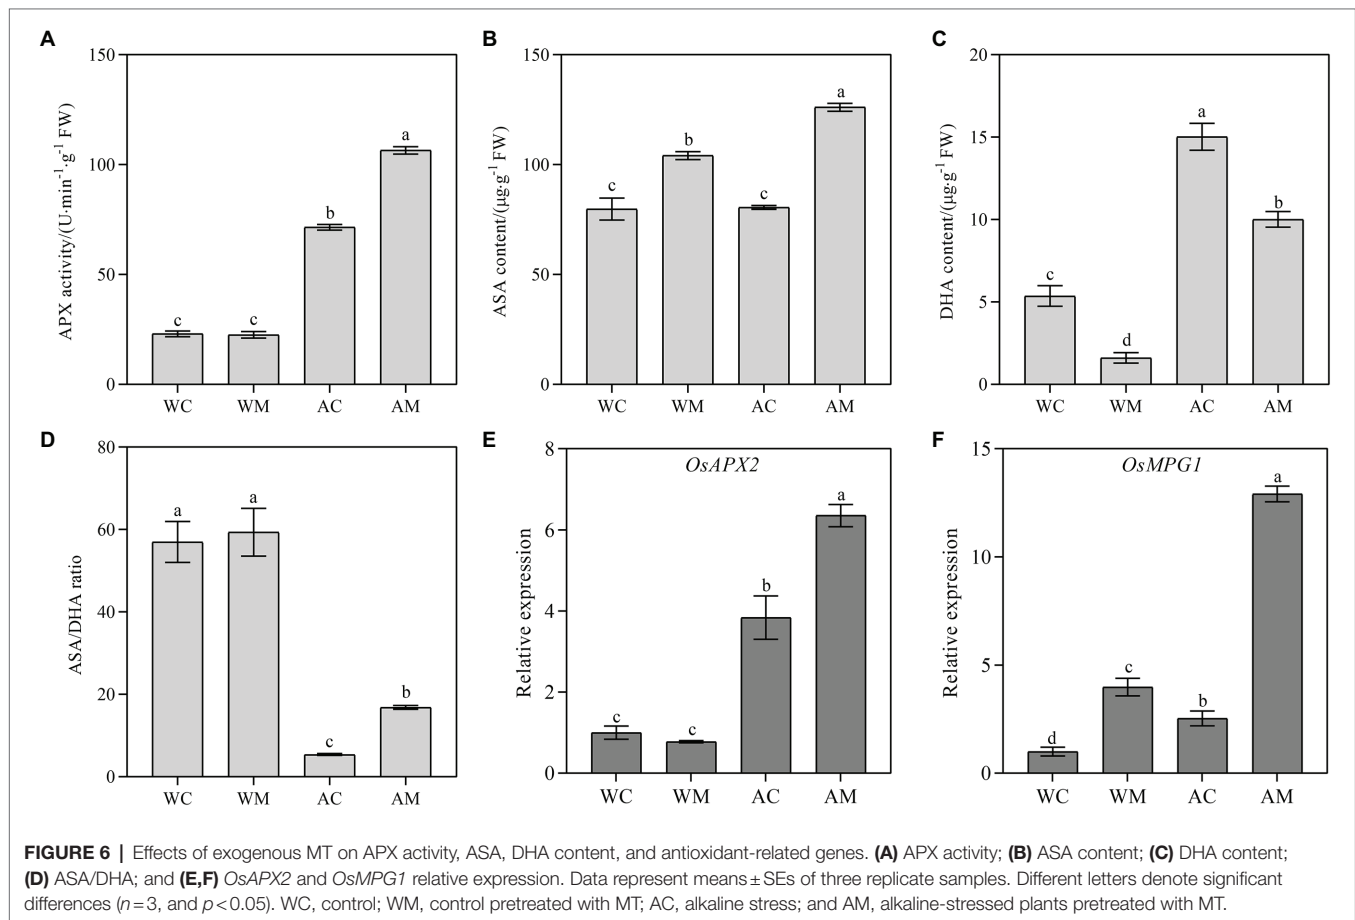 A
150
100
50
0
APX activity/(U·min⁻¹·g⁻¹ FW)
c
c
b
a
WC WM AC AM
B
150
100
50
0
ASA content/(µg·g⁻¹ FW)
c
b
c
a
WC WM AC AM
C
20
15
10
5
0
DHA content/(µg·g⁻¹ FW)
c
d
a
b
WC WM AC AM
D
80
60
40
20
0
ASA/DHA ratio
a
a
c
b
WC WM AC AM
E
OsAPX2
8
6
4
2
0
Relative expression
c
c
b
a
WC WM AC AM
F
OsMPG1
15
10
5
0
Relative expression
d
c
b
a
WC WM AC AM
FIGURE 6 | Effects of exogenous MT on APX activity, ASA, DHA content, and antioxidant-related genes. (A) APX activity; (B) ASA content; (C) DHA content;
(D) ASA/DHA; and (E,F) OsAPX2 and OsMPG1 relative expression. Data represent means±SEs of three replicate samples. Different letters denote significant
differences (n=3, and p<0.05). WC, control; WM, control pretreated with MT; AC, alkaline stress; and AM, alkaline-stressed plants pretreated with MT.